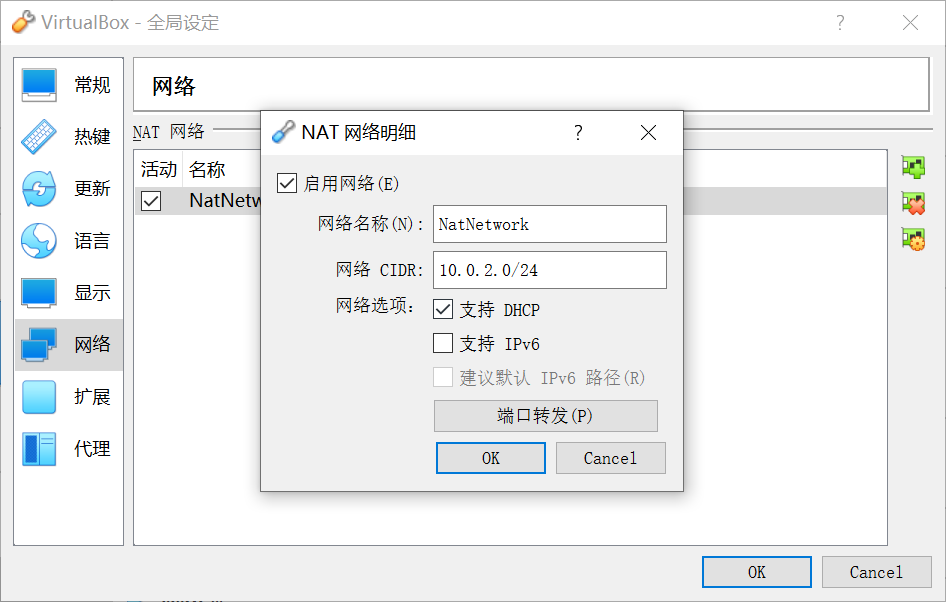 VirtualBox - 全局设定
?
常规
热键
更新
语言
显示
网络
扩展
代理
网络
NAT 网络
活动 名称
NatNetw
NAT 网络明细
?
启用网络(E)
网络名称(N): NatNetwork
网络 CIDR: 10.0.2.0/24
网络选项: 支持 DHCP
支持 IPv6
建议默认 IPv6 路径(R)
端口转发(P)
OK Cancel
OK Cancel